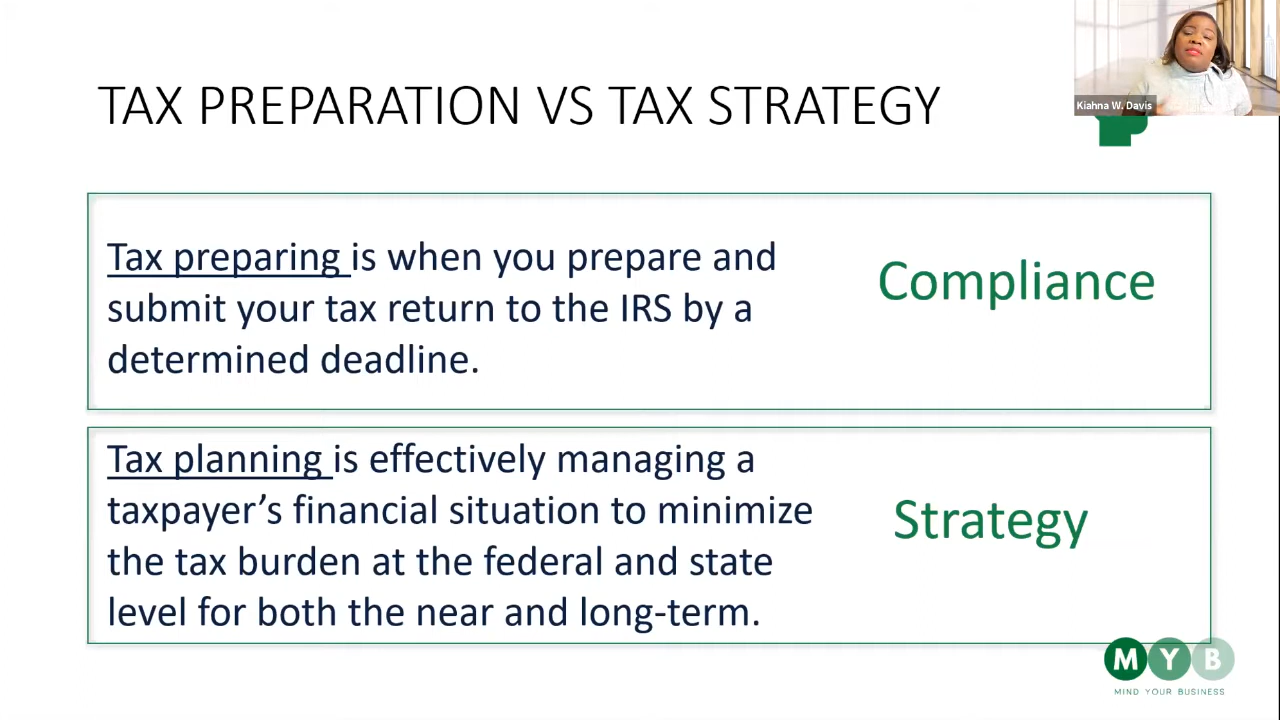 TAX PREPARATION VS TAX STRATEGY
Kiahna W. Davis
Tax preparing is when you prepare and
submit your tax return to the IRS by a
determined deadline.
Compliance
Tax planning is effectively managing a
taxpayer’s financial situation to minimize
the tax burden at the federal and state
level for both the near and long-term.
Strategy
M Y B
MIND YOUR BUSINESS